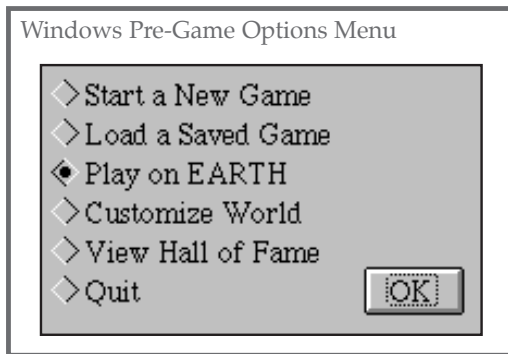 Windows Pre-Game Options Menu
Start a New Game
Load a Saved Game
Play on EARTH
Customize World
View Hall of Fame
Quit
OK